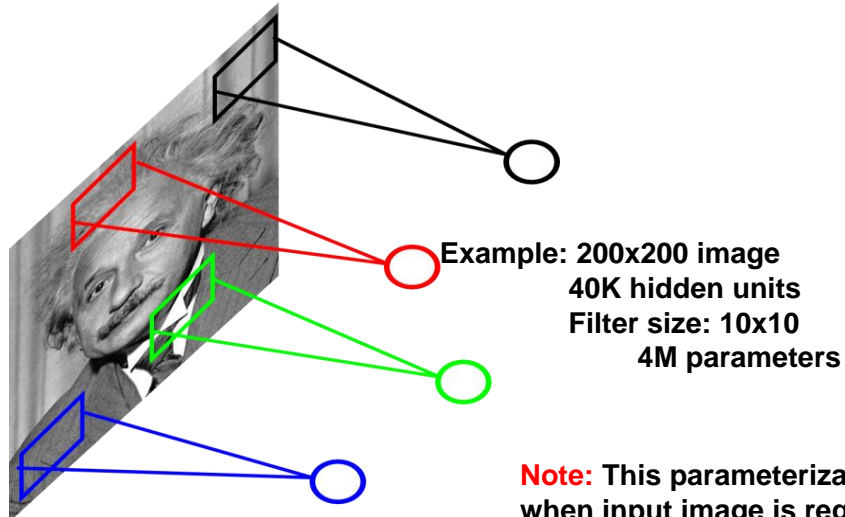 Example: 200x200 image
40K hidden units
Filter size: 10x10
4M parameters
Note: This parameteriza
when input image is reg